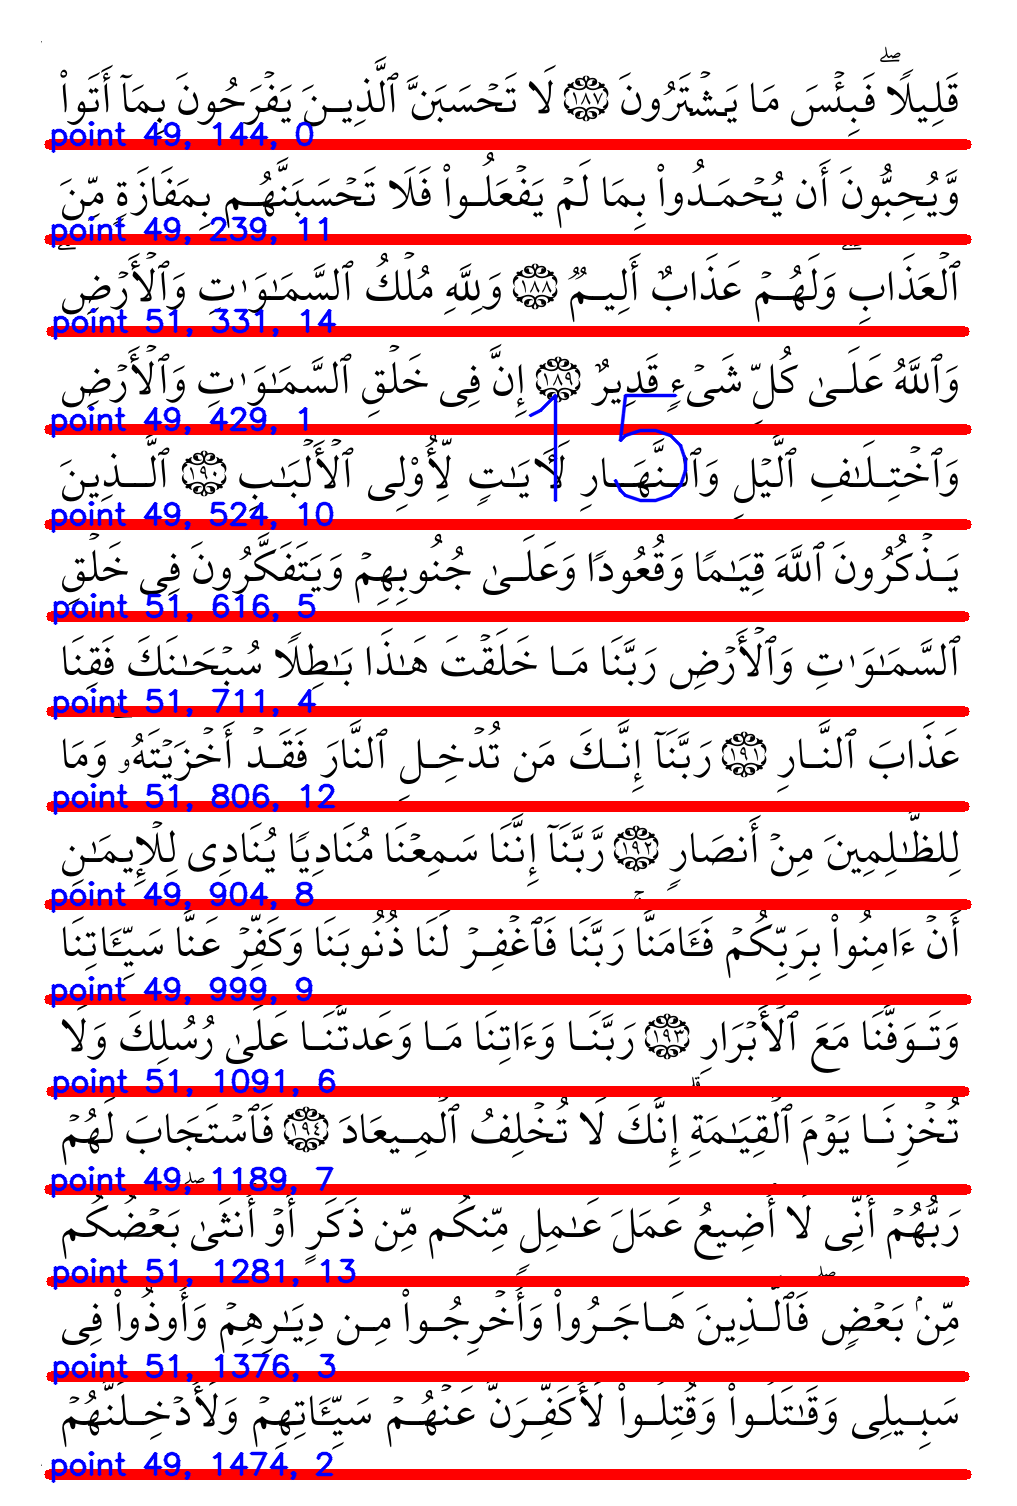 قَلِيلٗاۖ فَبِئۡسَ مَا يَشۡتَرُونَ ١٨٧ لَا تَحۡسَبَنَّ ٱلَّذِينَ يَفۡرَحُونَ بِمَآ أَتَواْ
point 49, 144, 0
وَّيُحِبُّونَ أَن يُحۡمَدُواْ بِمَا لَمۡ يَفۡعَلُواْ فَلَا تَحۡسَبَنَّهُم بِمَفَازَةٖ مِّنَ
point 49, 239, 11
ٱلۡعَذَابِۖ وَلَهُمۡ عَذَابٌ أَلِيمٞ ١٨٨ وَلِلَّهِ مُلۡكُ ٱلسَّمَٰوَٰتِ وَٱلۡأَرۡضِۗ
point 51, 331, 14
وَٱللَّهُ عَلَىٰ كُلِّ شَيۡءٖ قَدِيرٌ ١٨٩ إِنَّ فِي خَلۡقِ ٱلسَّمَٰوَٰتِ وَٱلۡأَرۡضِ
point 49, 429, 1
15
وَٱخۡتِلَٰفِ ٱلَّيۡلِ وَٱلنَّهَارِ لَأٓيَٰتٖ لِّأُوْلِي ٱلۡأَلۡبَٰبِ ١٩٠ ٱلَّذِينَ
point 49, 524, 10
يَذۡكُرُونَ ٱللَّهَ قِيَٰمٗا وَقُعُودٗا وَعَلَىٰ جُنُوبِهِمۡ وَيَتَفَكَّرُونَ فِي خَلۡقِ
point 51, 616, 5
ٱلسَّمَٰوَٰتِ وَٱلۡأَرۡضِ رَبَّنَا مَا خَلَقۡتَ هَٰذَا بَٰطِلٗا سُبۡحَٰنَكَ فَقِنَا
point 51, 711, 4
عَذَابَ ٱلنَّارِ ١٩١ رَبَّنَآ إِنَّكَ مَن تُدۡخِلِ ٱلنَّارَ فَقَدۡ أَخۡزَيۡتَهُۥۖ وَمَا
point 51, 806, 12
لِلظَّٰلِمِينَ مِنۡ أَنصَارٖ ١٩٢ رَّبَّنَآ إِنَّنَا سَمِعۡنَا مُنَادِيٗا يُنَادِي لِلۡإِيمَٰنِ
point 49, 904, 8
أَنۡ ءَامِنُواْ بِرَبِّكُمۡ فَـَٔامَنَّاۚ رَبَّنَا فَٱغۡفِرۡ لَنَا ذُنُوبَنَا وَكَفِّرۡ عَنَّا سَيِّـَٔاتِنَا
point 49, 999, 9
وَتَوَفَّنَا مَعَ ٱلۡأَبۡرَارِ ١٩٣ رَبَّنَا وَءَاتِنَا مَا وَعَدتَّنَا عَلَىٰ رُسُلِكَ وَلَا
point 51, 1091, 6
تُخۡزِنَا يَوۡمَ ٱلۡقِيَٰمَةِۖ إِنَّكَ لَا تُخۡلِفُ ٱلۡمِيعَادَ ١٩٤ فَٱسۡتَجَابَ لَهُمۡ
point 49, 1189, 7
رَبُّهُمۡ أَنِّي لَآ أُضِيعُ عَمَلَ عَٰمِلٖ مِّنكُم مِّن ذَكَرٍ أَوۡ أُنثَىٰۖ بَعۡضُكُم
point 51, 1281, 13
مِّنۢ بَعۡضٖۖ فَٱلَّذِينَ هَاجَرُواْ وَأُخۡرِجُواْ مِن دِيَٰرِهِمۡ وَأُوذُواْ فِي
point 51, 1376, 3
سَبِيلِي وَقَٰتَلُواْ وَقُتِلُواْ لَأُكَفِّرَنَّ عَنۡهُمۡ سَيِّـَٔاتِهِمۡ وَلَأُدۡخِلَنَّهُمۡ
point 49, 1474, 2